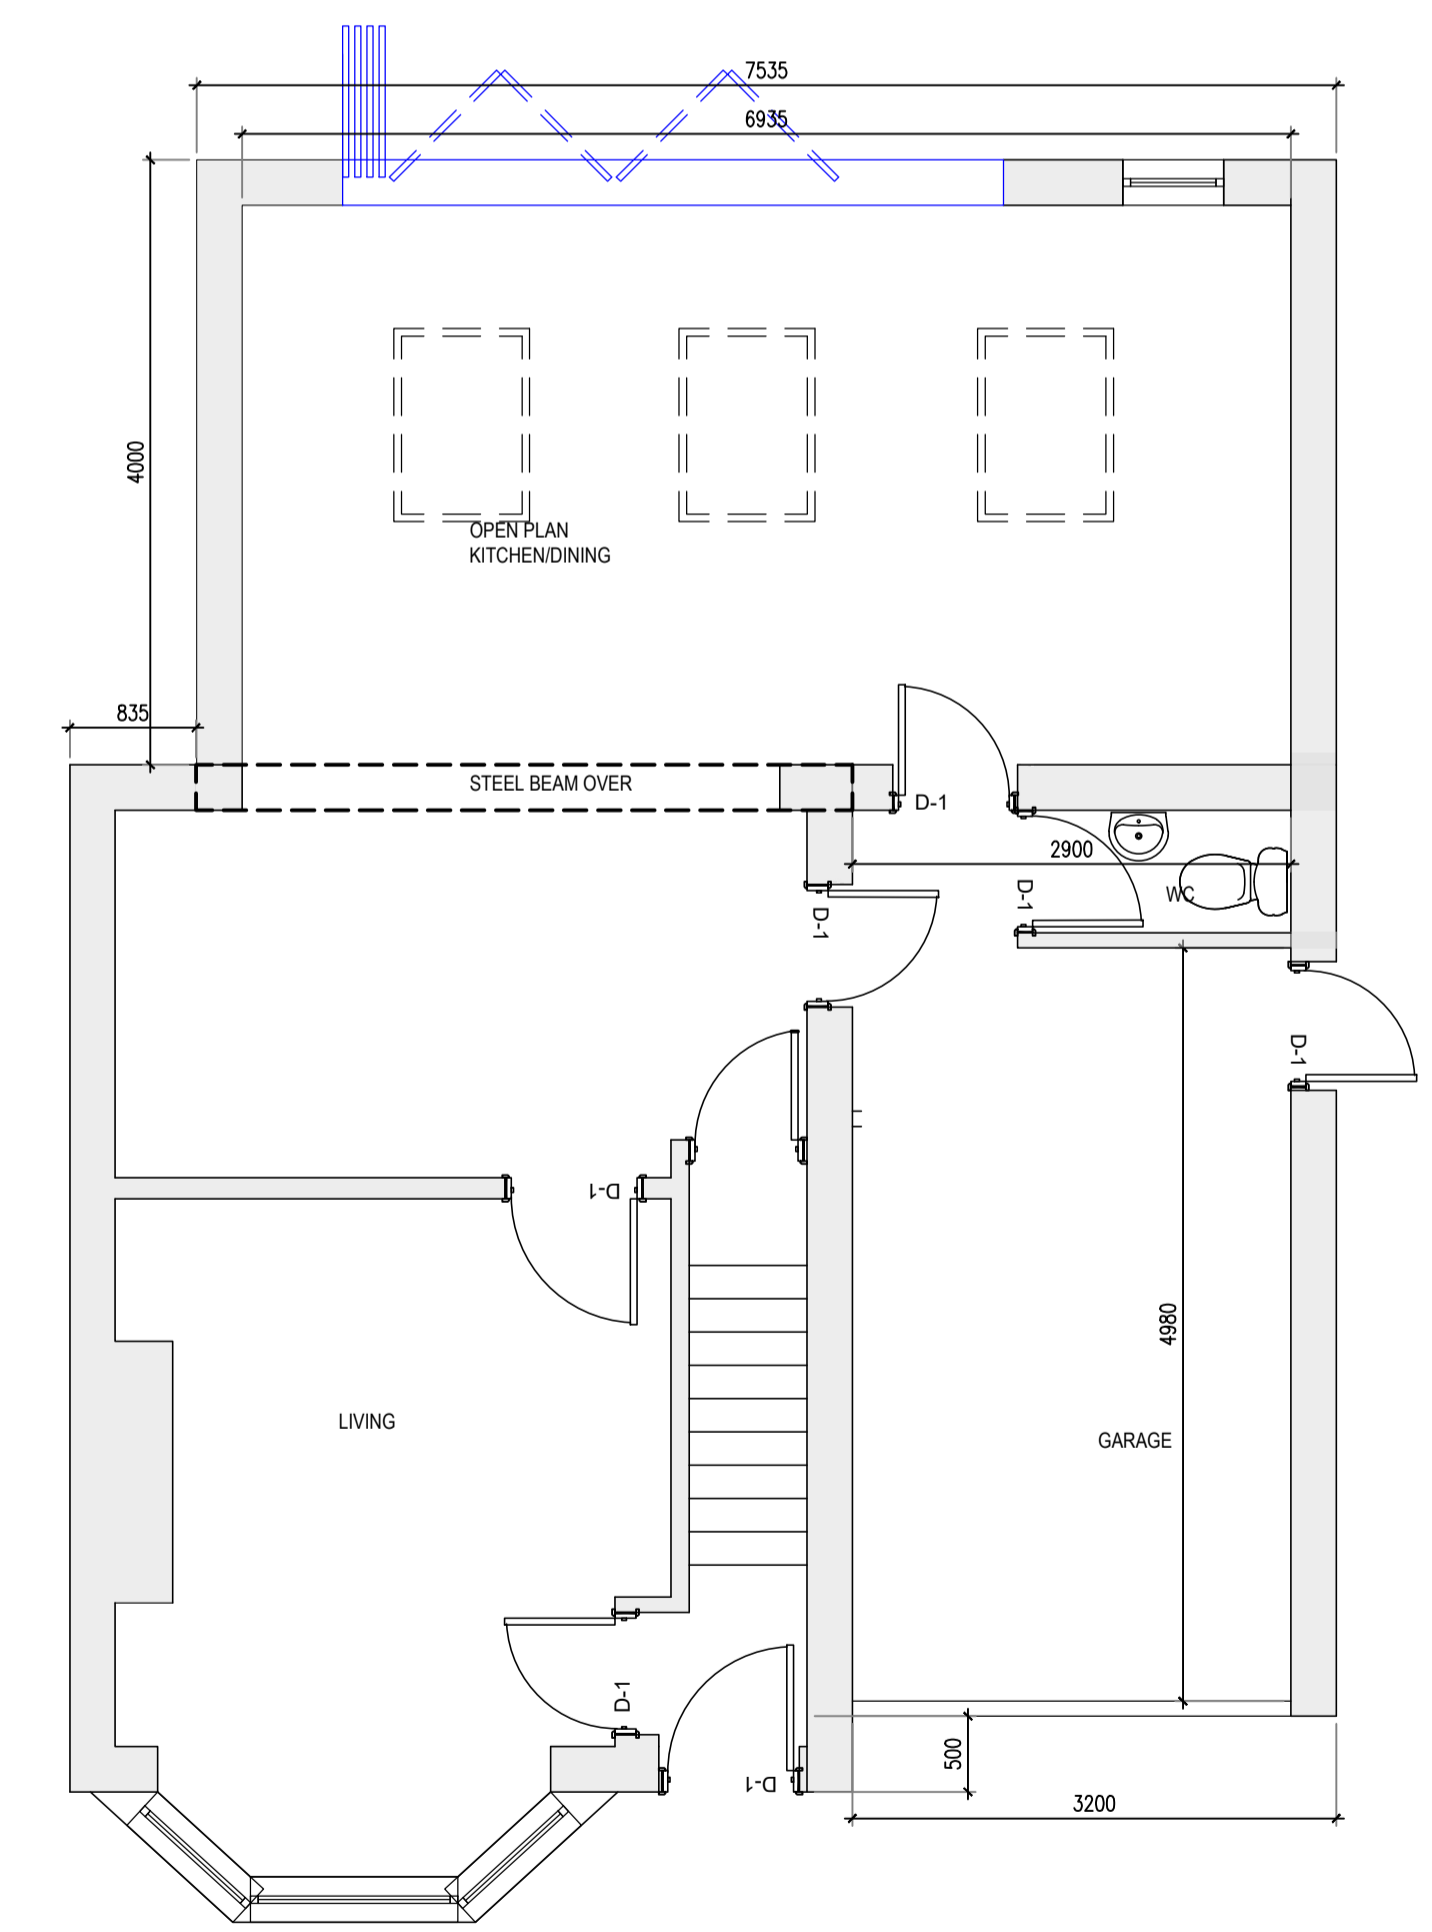 7535
6935
4000
OPEN PLAN
KITCHEN/DINING
835
STEEL BEAM OVER
D-1
2900
WC
D-1
D-1
D-1
D-1
4980
LIVING
GARAGE
D-1
500
D-1
3200